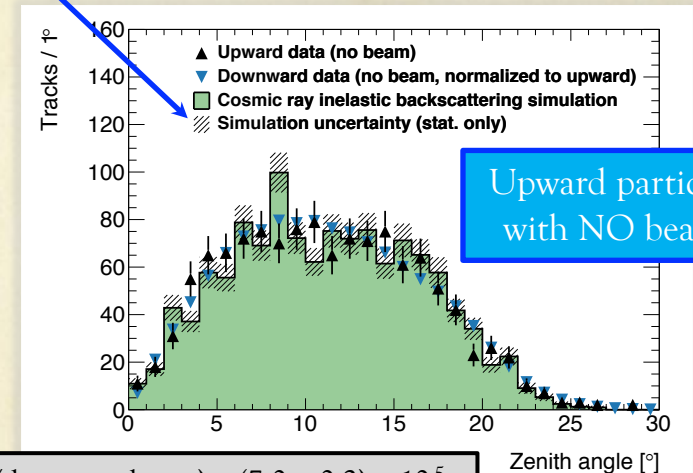 Tracks / 1°
160
140
120
100
80
60
40
20
0
▲ Upward data (no beam)
▼ Downward data (no beam, normalized to upward)
Cosmic ray inelastic backscattering simulation
Simulation uncertainty (stat. only)
Upward partic
with NO bea
0 5 10 15 20 25 30
Zenith angle [°]